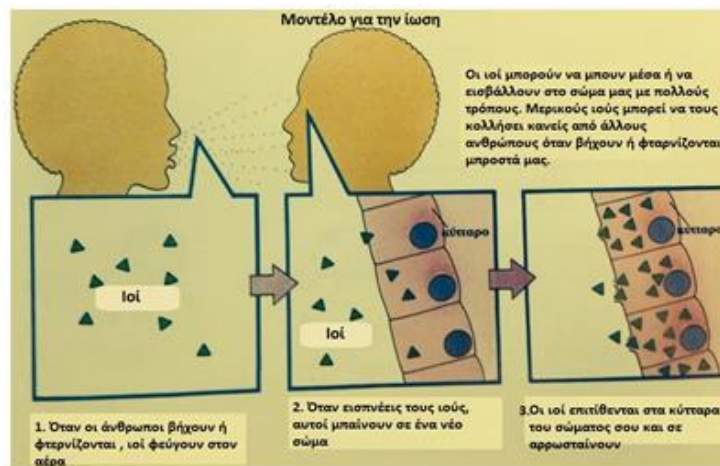 Μοντέλο για την ίωση
Οι ιοί μπορούν να μπουν μέσα ή να
εισβάλλουν στο σώμα μας με πολλούς
τρόπους. Μερικούς ιούς μπορεί να τους
κολλήσει κανείς από άλλους
ανθρώπους όταν βήχουν ή φταρνίζονται
μπροστά μας.
Ιοί
Ιοί
κύτταρο
κύτταρο
1. Όταν οι άνθρωποι βήχουν ή
φτερνίζονται , ιοί φεύγουν στον
αέρα
2. Όταν εισπνέεις τους ιούς,
αυτοί μπαίνουν σε ένα νέο
σώμα
3.Οι ιοί επιτίθενται στα κύτταρα
του σώματος σου και σε
αρρωσταίνουν